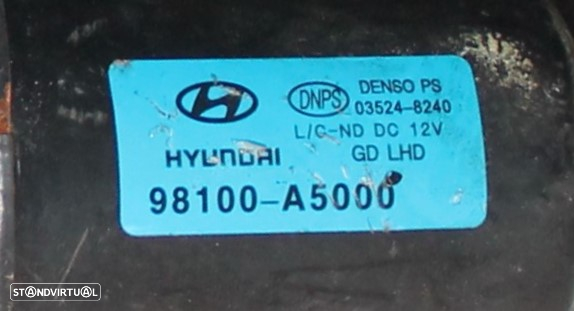 DNPS DENSO PS
03524-8240
L/C-ND DC 12V
HYUNDAI GD LHD
98100-A5000
STANDVIRTUAL